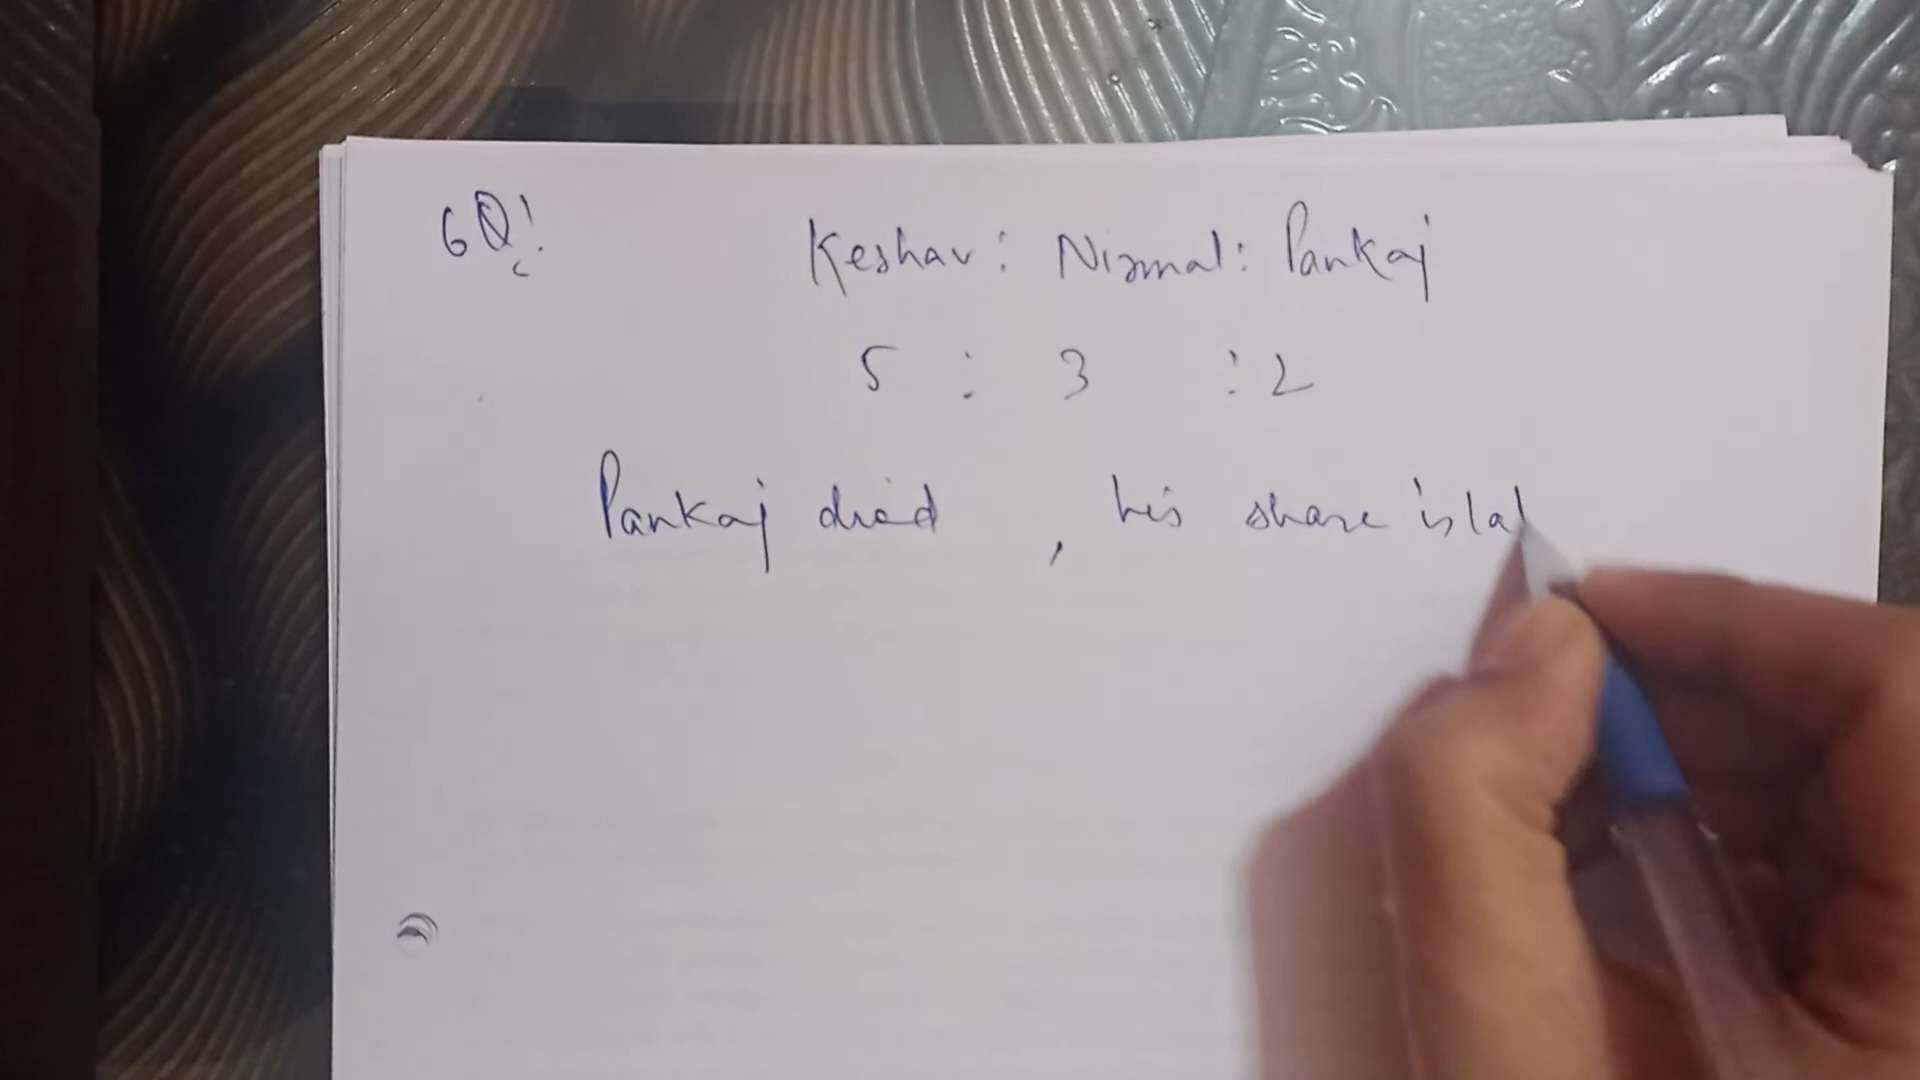 6Q!
Keshav : Nirmal : Pankaj
5 : 3 : 2
Pankaj died , his share is